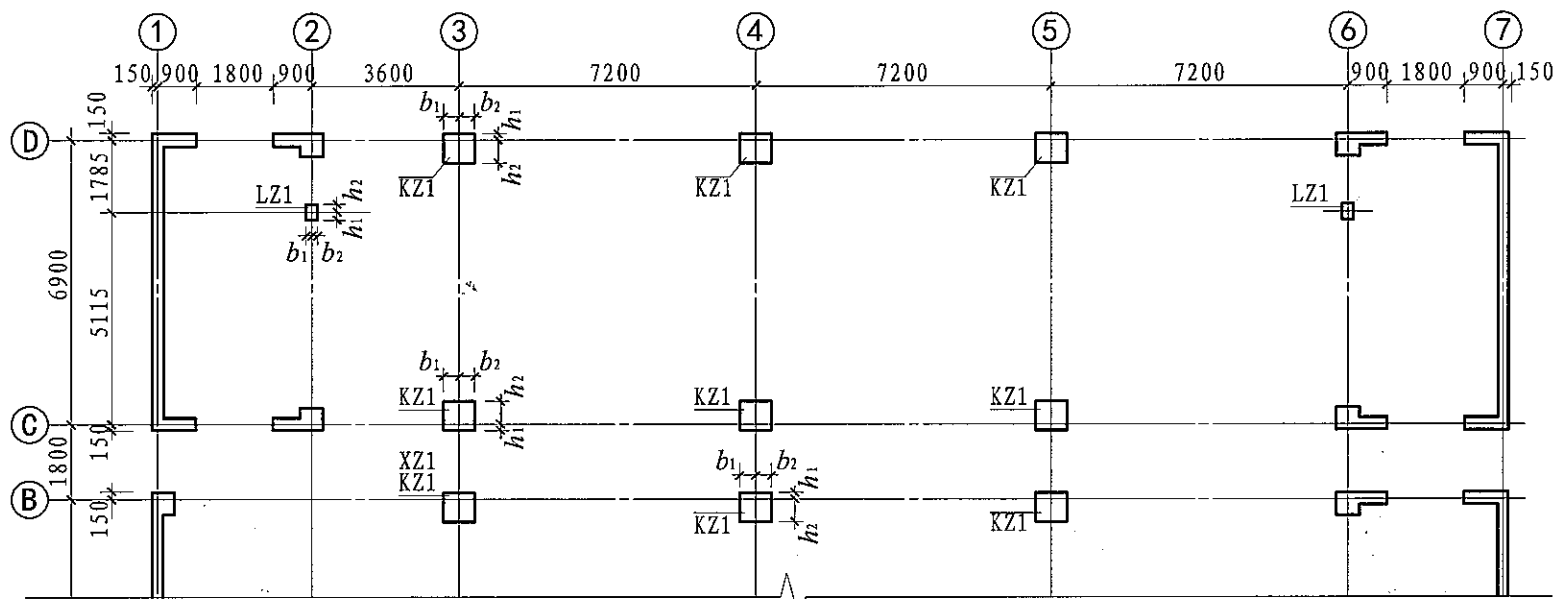 1 2 3 4 5 6 7
150 900 1800 900 3600 7200 7200 7200 900 1800 900 150
150
b1 b2 h1
D
h2
KZ1 KZ1 KZ1
1785
LZ1 h2 LZ1
h1
b1 b2
6900
5115
b1 b2
KZ1 h2 KZ1 KZ1
h1
C
150
1800
XZ1 b1 b2
KZ1 h1
B
150
KZ1 h2 KZ1